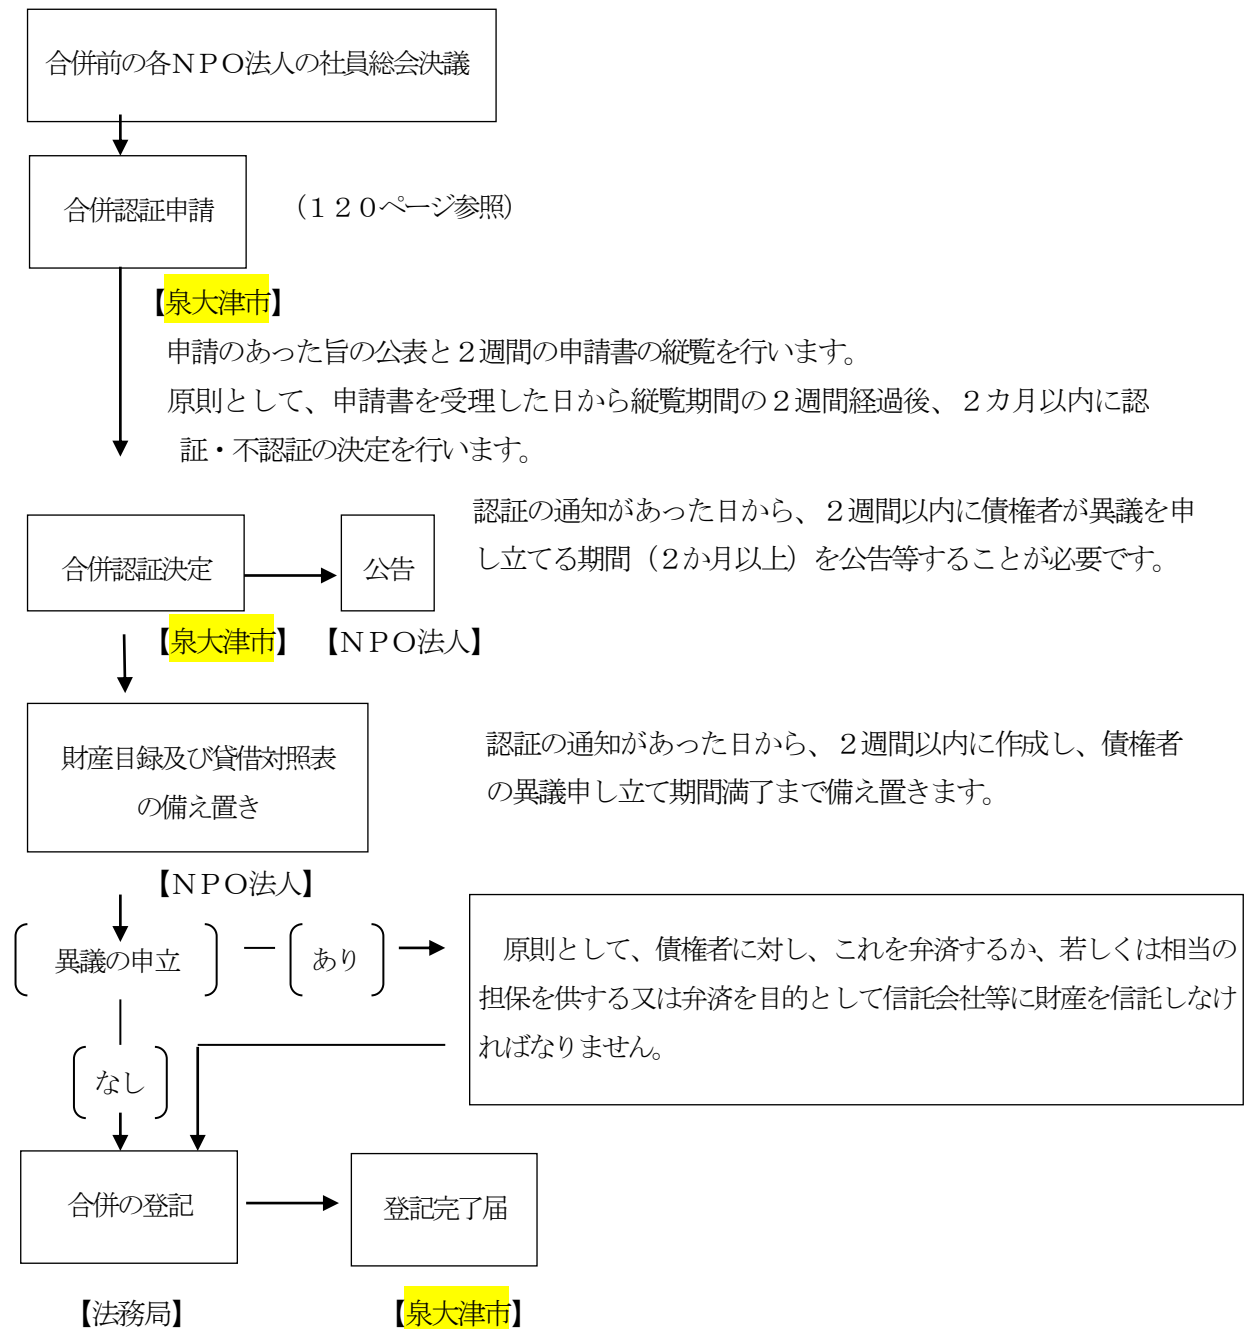 合併前の各ＮＰＯ法人の社員総会決議
合併認証申請
（１２０ページ参照）
【泉大津市】
申請のあった旨の公表と２週間の申請書の縦覧を行います。
原則として、申請書を受理した日から縦覧期間の２週間経過後、２カ月以内に認
証・不認証の決定を行います。
認証の通知があった日から、２週間以内に債権者が異議を申
し立てる期間（２か月以上）を公告等することが必要です。
合併認証決定
公告
【泉大津市】
【ＮＰＯ法人】
財産目録及び貸借対照表
の備え置き
認証の通知があった日から、２週間以内に作成し、債権者
の異議申し立て期間満了まで備え置きます。
【ＮＰＯ法人】
異議の申立
あり
原則として、債権者に対し、これを弁済するか、若しくは相当の
担保を供する又は弁済を目的として信託会社等に財産を信託しなけ
ればなりません。
なし
合併の登記
登記完了届
【法務局】
【泉大津市】